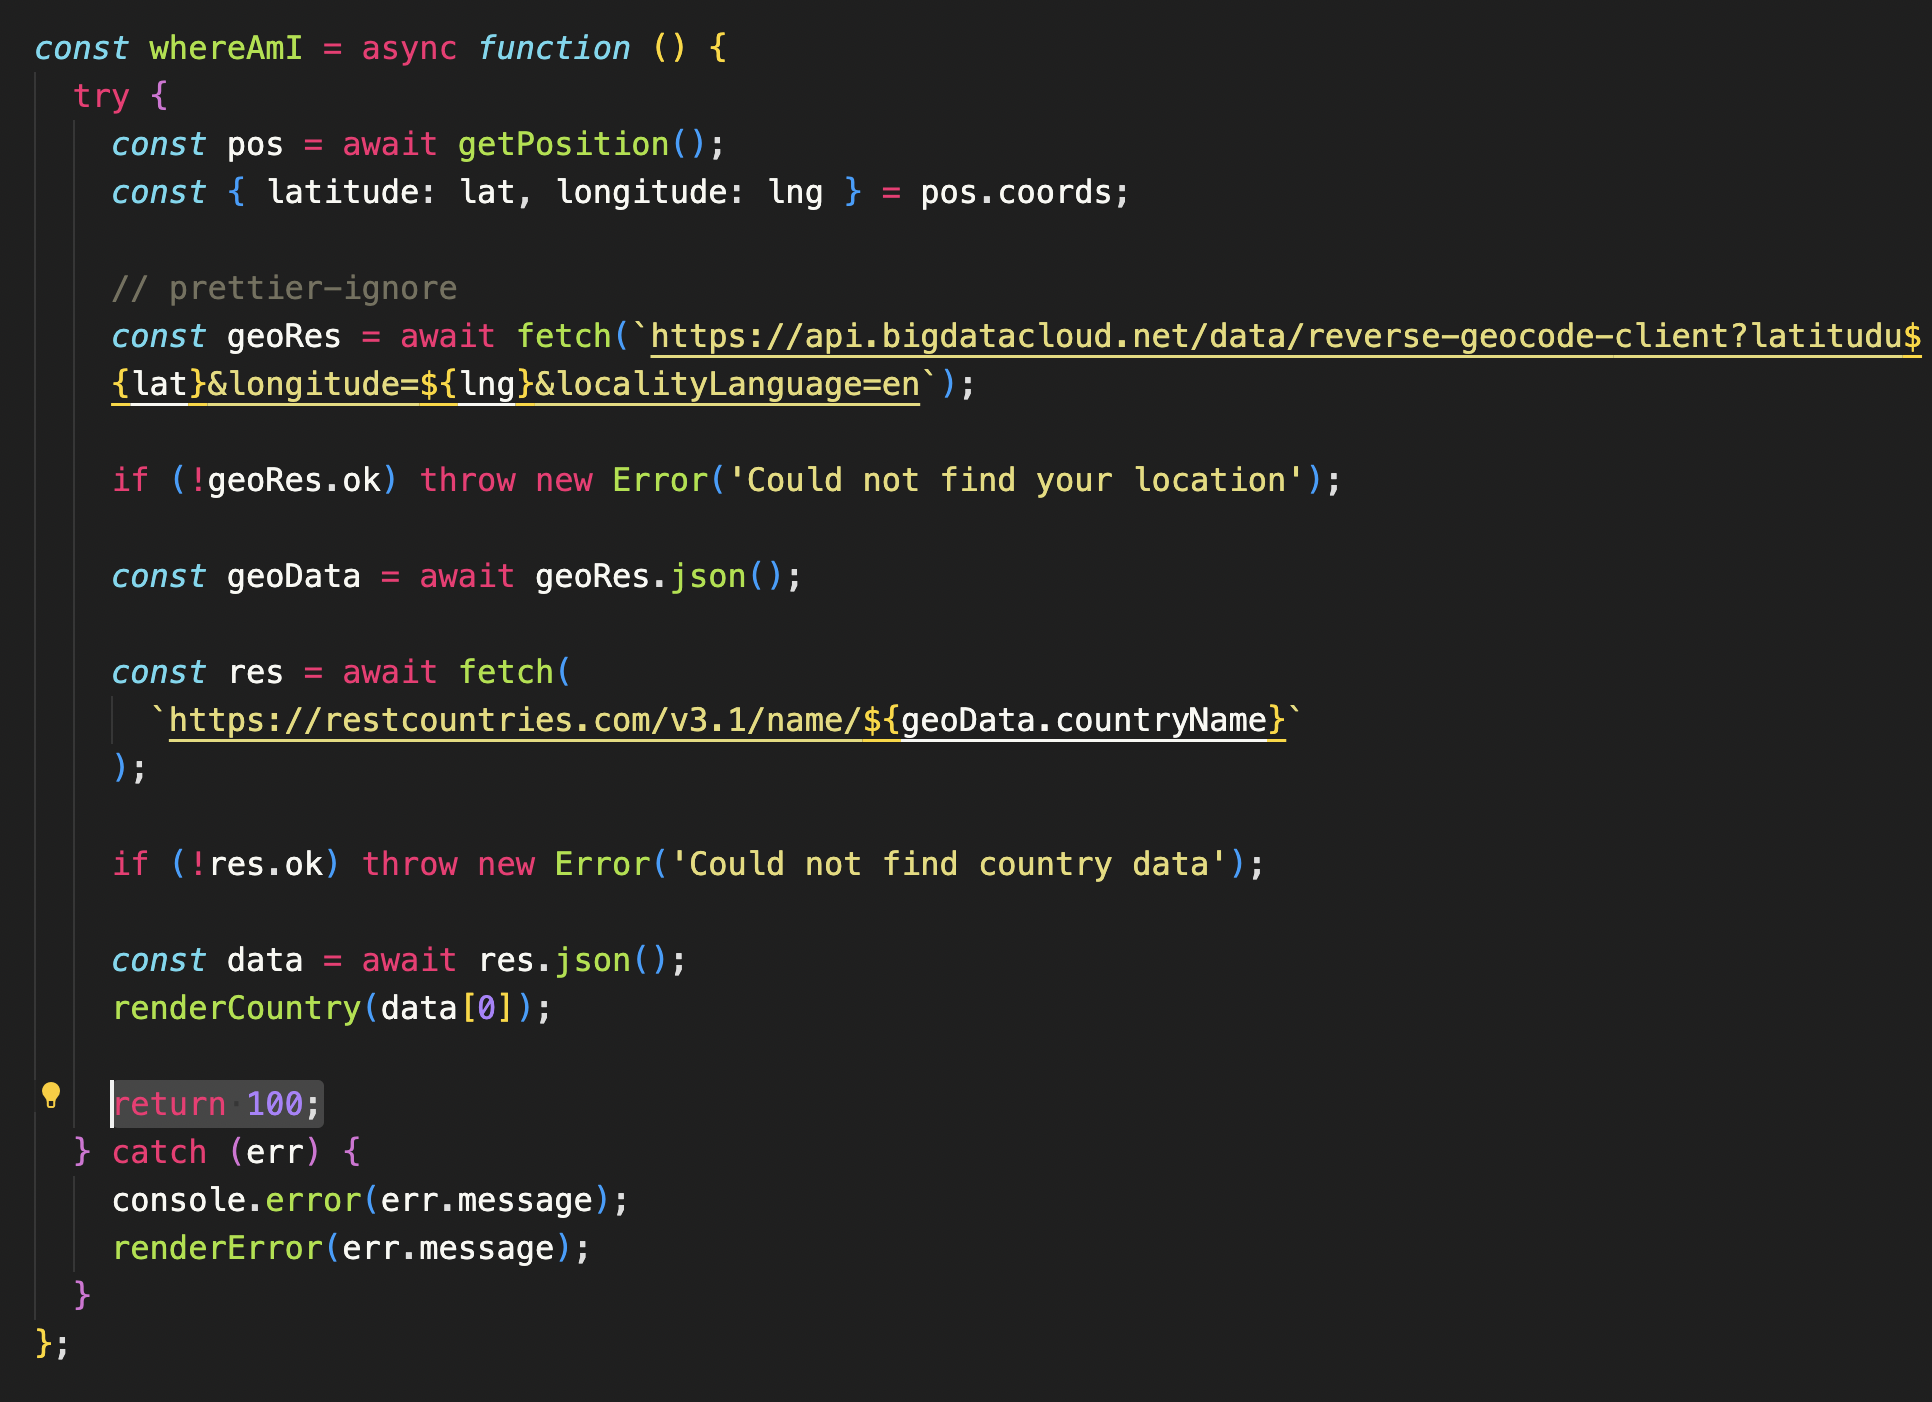 const whereAmI = async function () {
  try {
    const pos = await getPosition();
    const { latitude: lat, longitude: lng } = pos.coords;

    // prettier-ignore
    const geoRes = await fetch(`https://api.bigdatacloud.net/data/reverse-geocode-client?latitudu$
    {lat}&longitude=${lng}&localityLanguage=en`);

    if (!geoRes.ok) throw new Error('Could not find your location');

    const geoData = await geoRes.json();

    const res = await fetch(
      `https://restcountries.com/v3.1/name/${geoData.countryName}`
    );

    if (!res.ok) throw new Error('Could not find country data');

    const data = await res.json();
    renderCountry(data[0]);

    return 100;
  } catch (err) {
    console.error(err.message);
    renderError(err.message);
  }
};